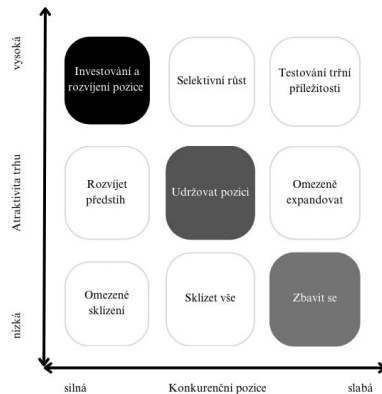 vysoká
Investování a
rozvíjení pozice
Selektivní růst
Testování tržní
příležitosti
Atraktivita trhu
Rozvíjet
předstih
Udržovat pozici
Omezeně
expandovat
nízká
Omezené
sklízení
Sklízet vše
Zbavit se
silná
Konkurenční pozice
slabá